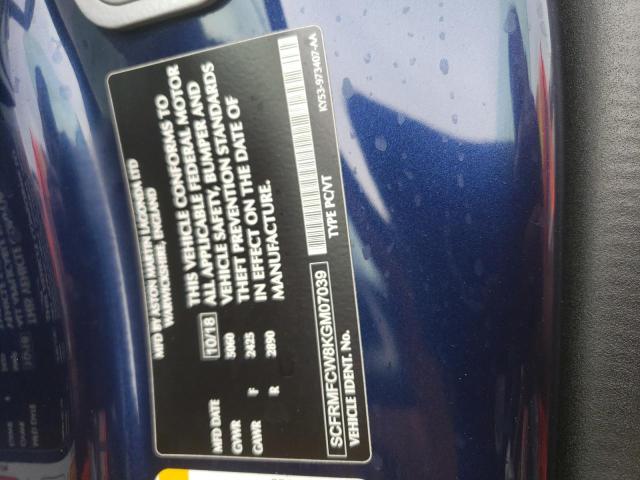 MFD BY ASTON MARTIN LAGONDA LTD
WARWICKSHIRE, ENGLAND
THIS VEHICLE CONFORMS TO
ALL APPLICABLE FEDERAL MOTOR
VEHICLE SAFETY, BUMPER AND
THEFT PREVENTION STANDARDS
IN EFFECT ON THE DATE OF
MANUFACTURE.
MFD DATE 10/18
GVWR 3060
GAWR F 2425
R 2890
SCFRMFCW8KGM07039
VEHICLE IDENT. No.
TYPE PC/VT
KY53-973407-AA